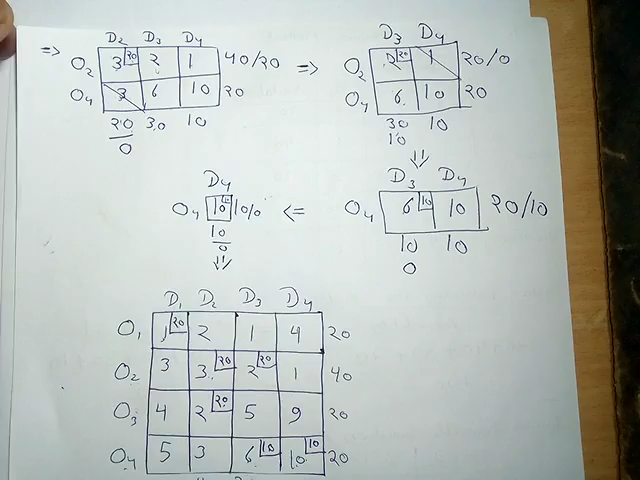 =>
D2 D3 D4
O2 3 20 2 1 40/20
O4 3 6 10 20
20 30 10
0
=>
D3 D4
O2 2 20 1 20/0
O4 6 10 20
30 10
10
⇓
D3 D4
O4 6 10 10 20/10
10 10
0
<=
D4
O4 10 10 10/0
10
0
⇓
D1 D2 D3 D4
O1 1 20 2 1 4 20
O2 3 3 20 2 20 1 40
O3 4 2 20 5 9 20
O4 5 3 6 10 10 10 20